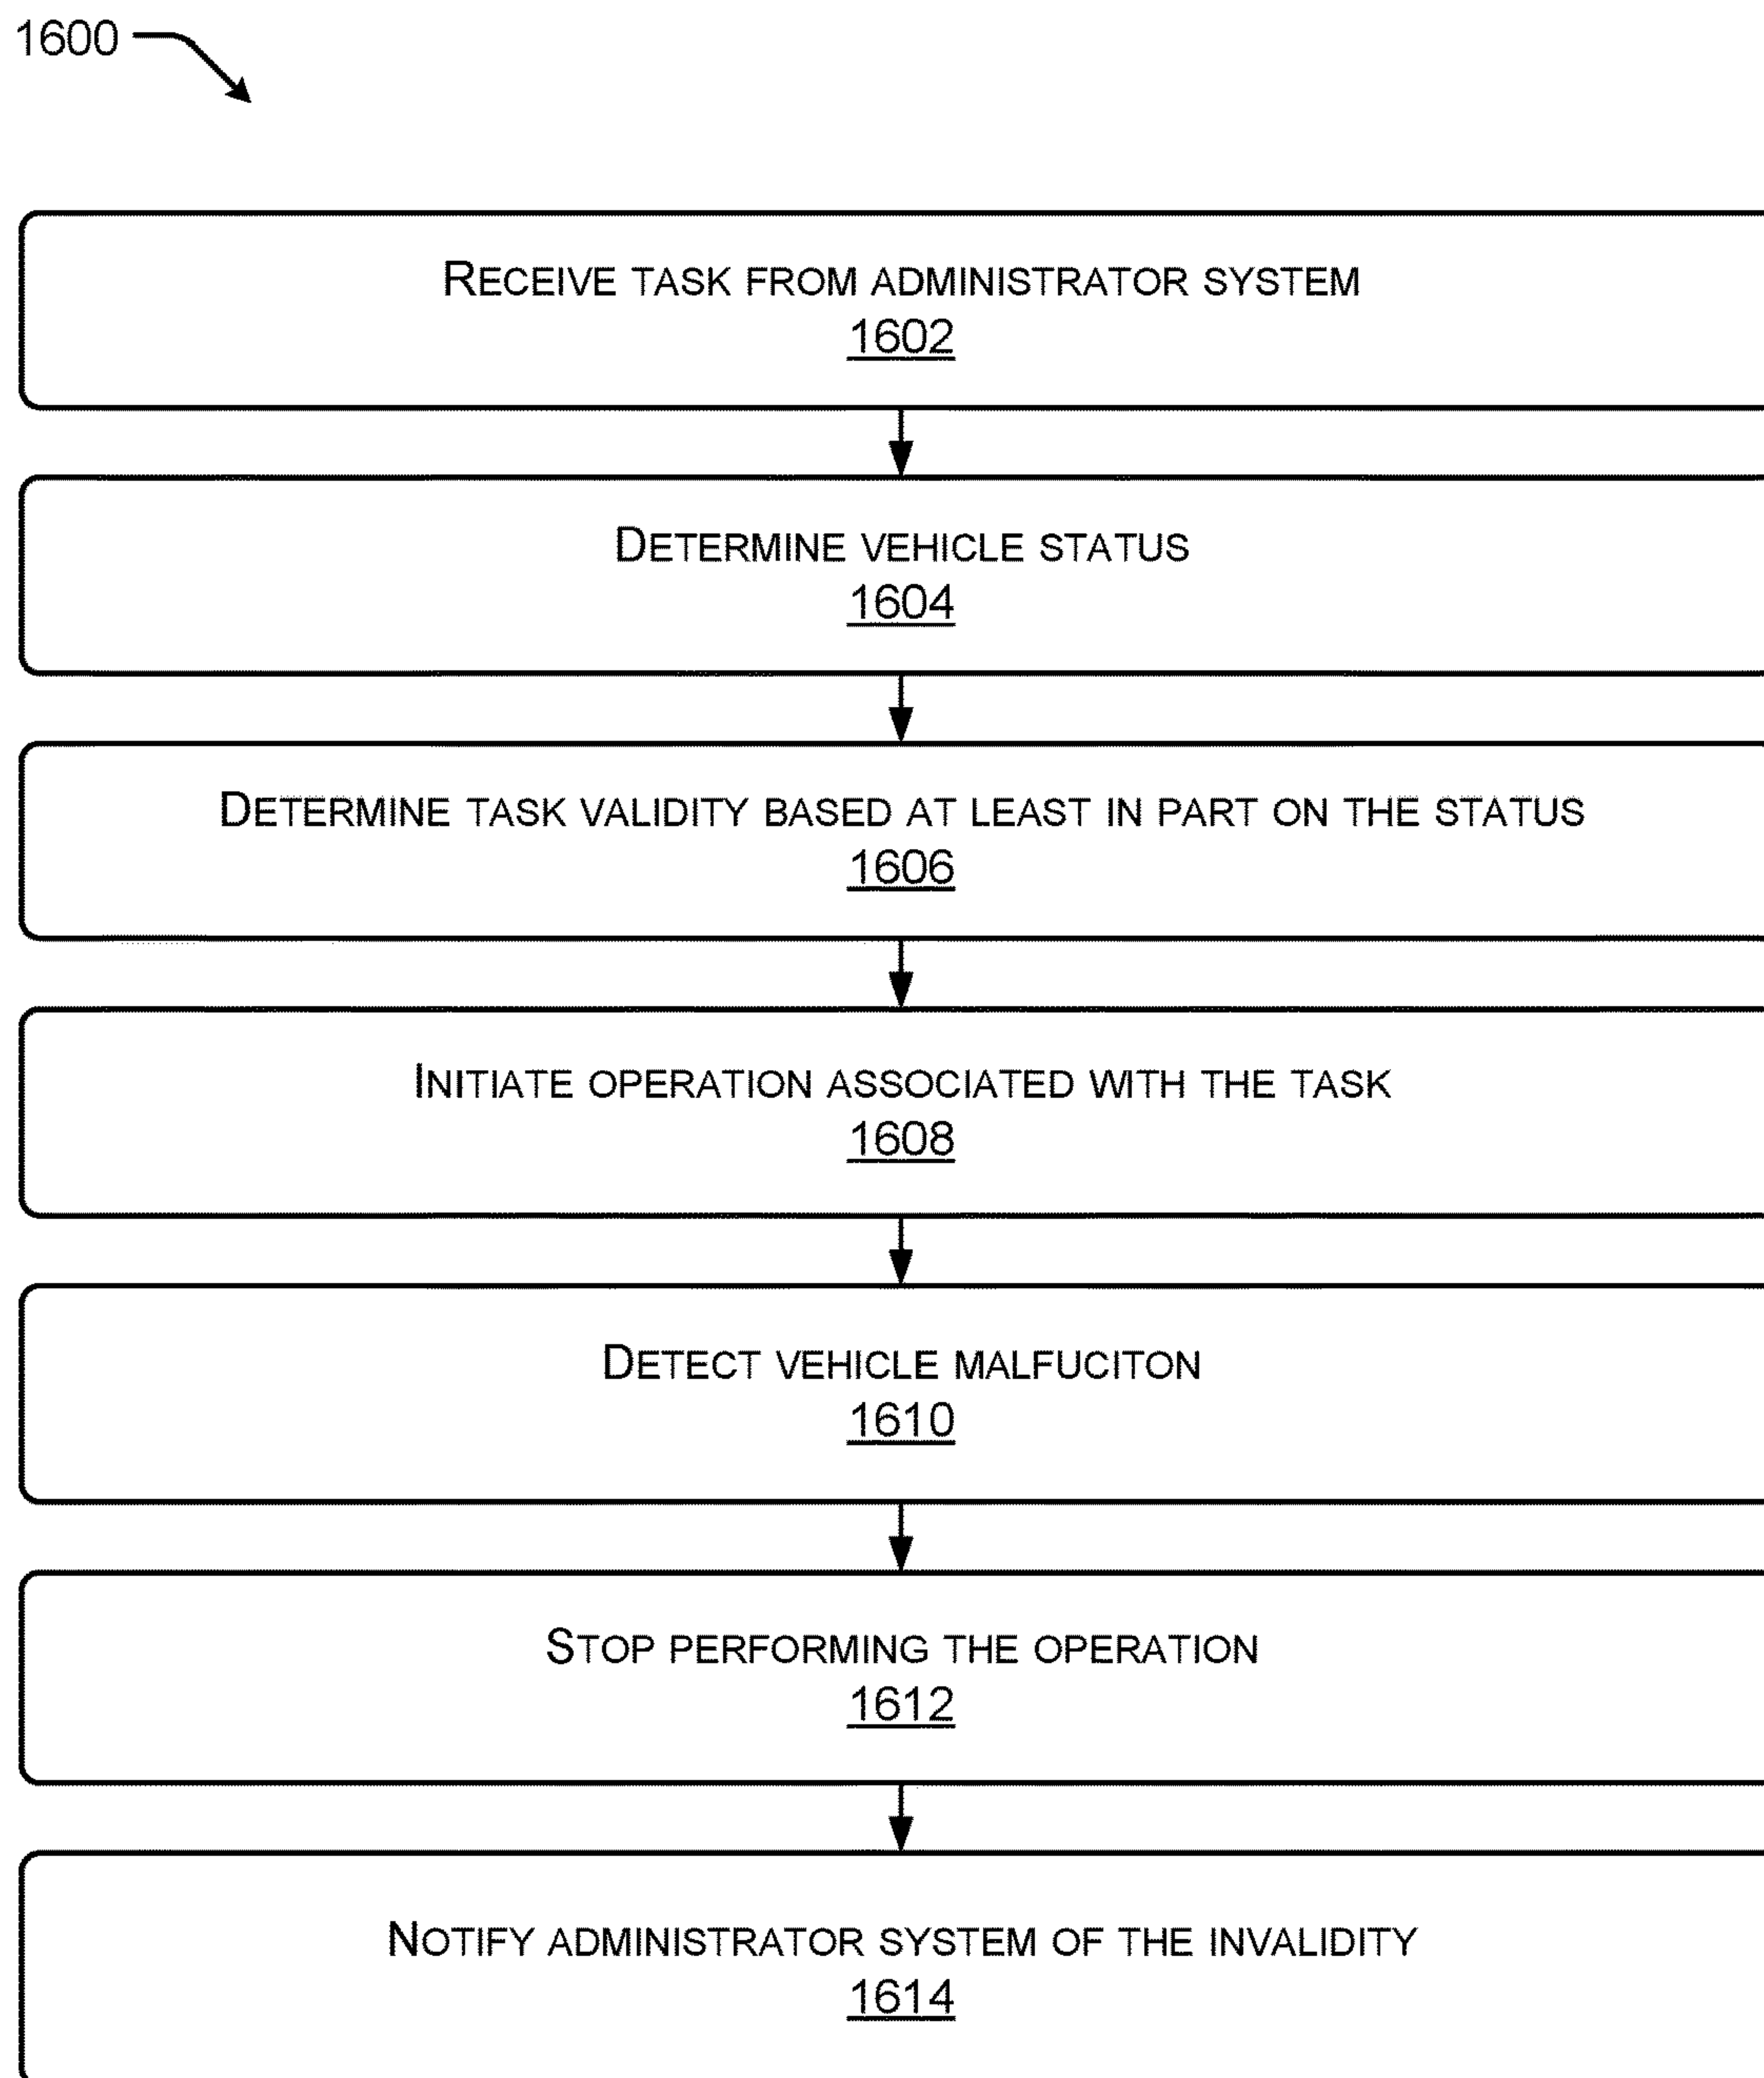 1600
RECEIVE TASK FROM ADMINISTRATOR SYSTEM
1602
DETERMINE VEHICLE STATUS
1604
DETERMINE TASK VALIDITY BASED AT LEAST IN PART ON THE STATUS
1606
INITIATE OPERATION ASSOCIATED WITH THE TASK
1608
DETECT VEHICLE MALFUCITON
1610
STOP PERFORMING THE OPERATION
1612
NOTIFY ADMINISTRATOR SYSTEM OF THE INVALIDITY
1614